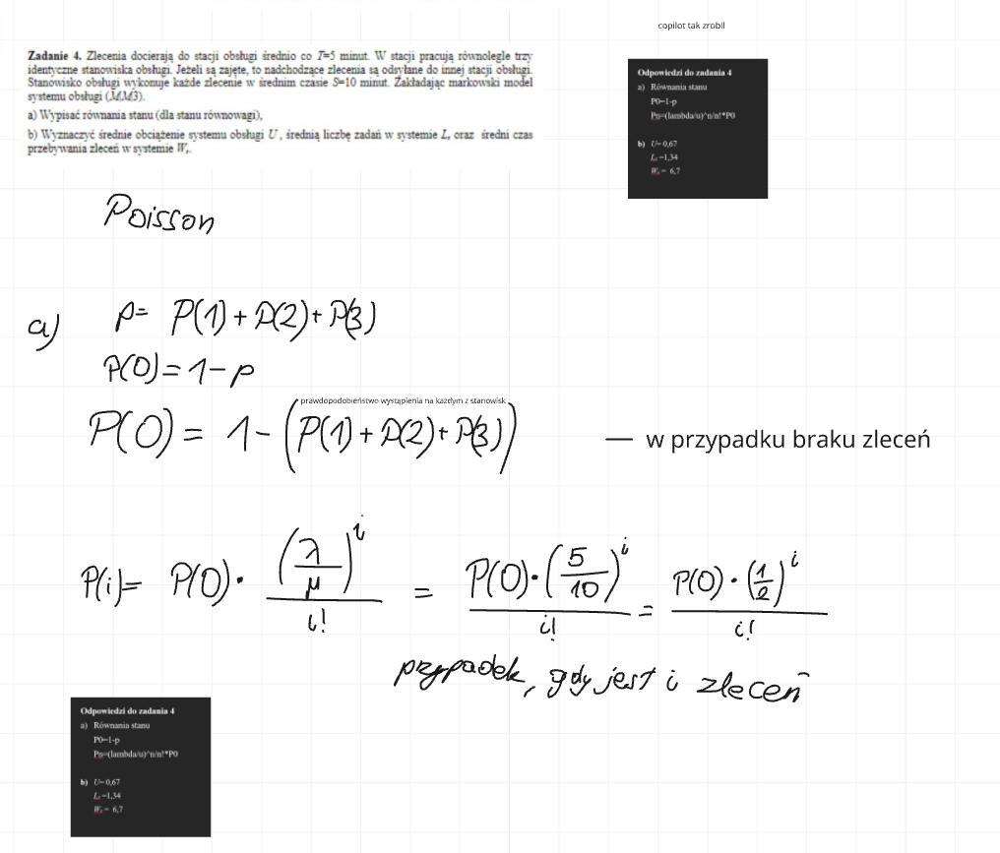 copilot tak zrobił
Zadanie 4. Zlecenia docierają do stacji obsługi średnio co T=5 minut. W stacji pracują równolegle trzy
identyczne stanowiska obsługi. Jeżeli są zajęte, to nadchodzące zlecenia są odsyłane do innej stacji obsługi.
Stanowisko obsługi wykonuje każde zlecenie w średnim czasie S=10 minut. Zakładając markowski model
systemu obsługi (M/M/3).
a) Wypisać równania stanu (dla stanu równowagi),
b) Wyznaczyć średnie obciążenie systemu obsługi U, średnią liczbę zadań w systemie Ls oraz średni czas
przebywania zleceń w systemie Ws.
Odpowiedzi do zadania 4
a) Równania stanu
P0=1-p
Pn=(lambda/u)^n/n!*P0
b) U=0,67
Ls=1,34
Ws= 6,7
Poisson
a) p= P(1)+P(2)+P(3)
P(0)=1-p
prawdopodobieństwo wystąpienia na każdym z stanowisk
P(0)= 1-(P(1)+P(2)+P(3)) — w przypadku braku zleceń
P(i)= P(0)·(λ/μ)^i/i! = P(0)·(5/10)^i/i! = P(0)·(1/2)^i/i!
przypadek, gdy jest i zleceń
Odpowiedzi do zadania 4
a) Równania stanu
P0=1-p
Pn=(lambda/u)^n/n!*P0
b) U=0,67
Ls=1,34
Ws= 6,7